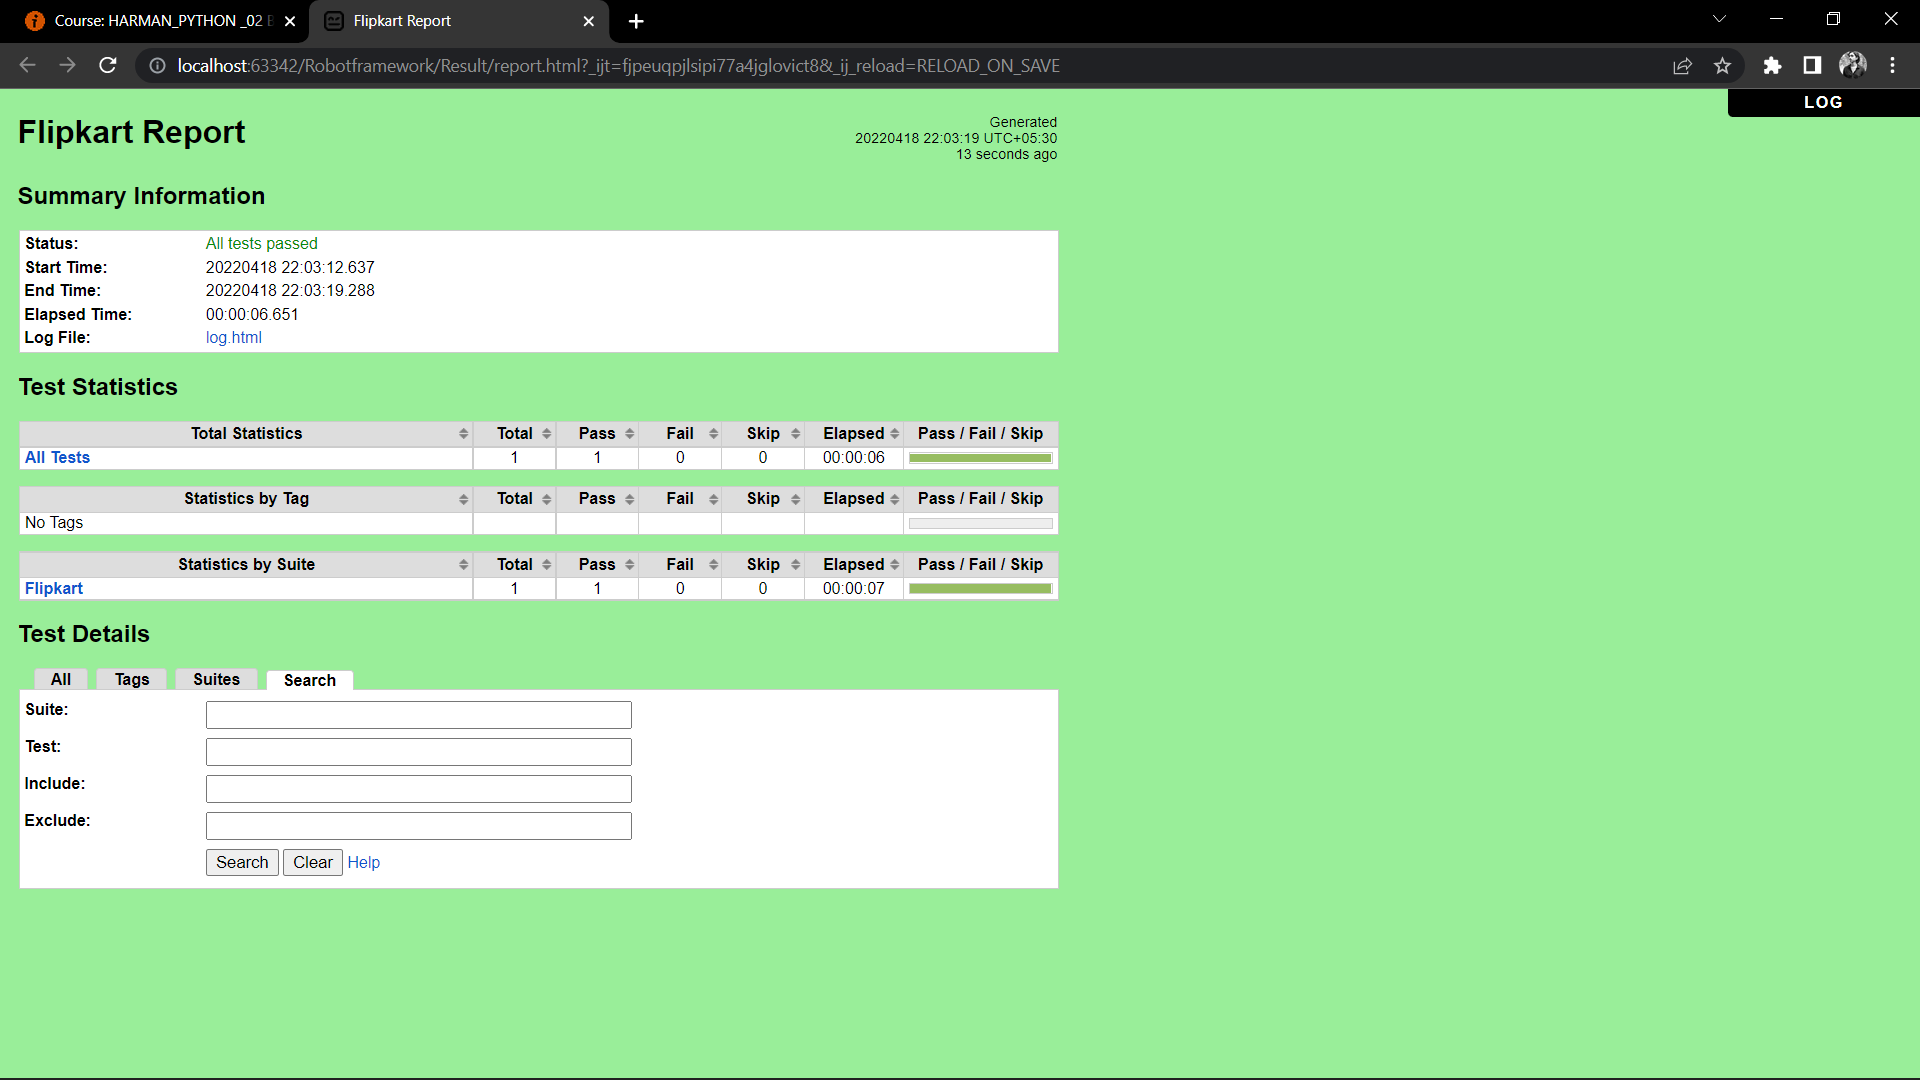 Course: HARMAN_PYTHON _02 B
Flipkart Report
localhost:63342/Robotframework/Result/report.html?_ijt=fjpeuqpjlsipi77a4jglovict8&_ij_reload=RELOAD_ON_SAVE
LOG
Flipkart Report
Generated
20220418 22:03:19 UTC+05:30
13 seconds ago
Summary Information
Status: All tests passed
Start Time: 20220418 22:03:12.637
End Time: 20220418 22:03:19.288
Elapsed Time: 00:00:06.651
Log File: log.html
Test Statistics
Total Statistics Total Pass Fail Skip Elapsed Pass / Fail / Skip
All Tests 1 1 0 0 00:00:06
Statistics by Tag Total Pass Fail Skip Elapsed Pass / Fail / Skip
No Tags
Statistics by Suite Total Pass Fail Skip Elapsed Pass / Fail / Skip
Flipkart 1 1 0 0 00:00:07
Test Details
All Tags Suites Search
Suite:
Test:
Include:
Exclude:
Search Clear Help